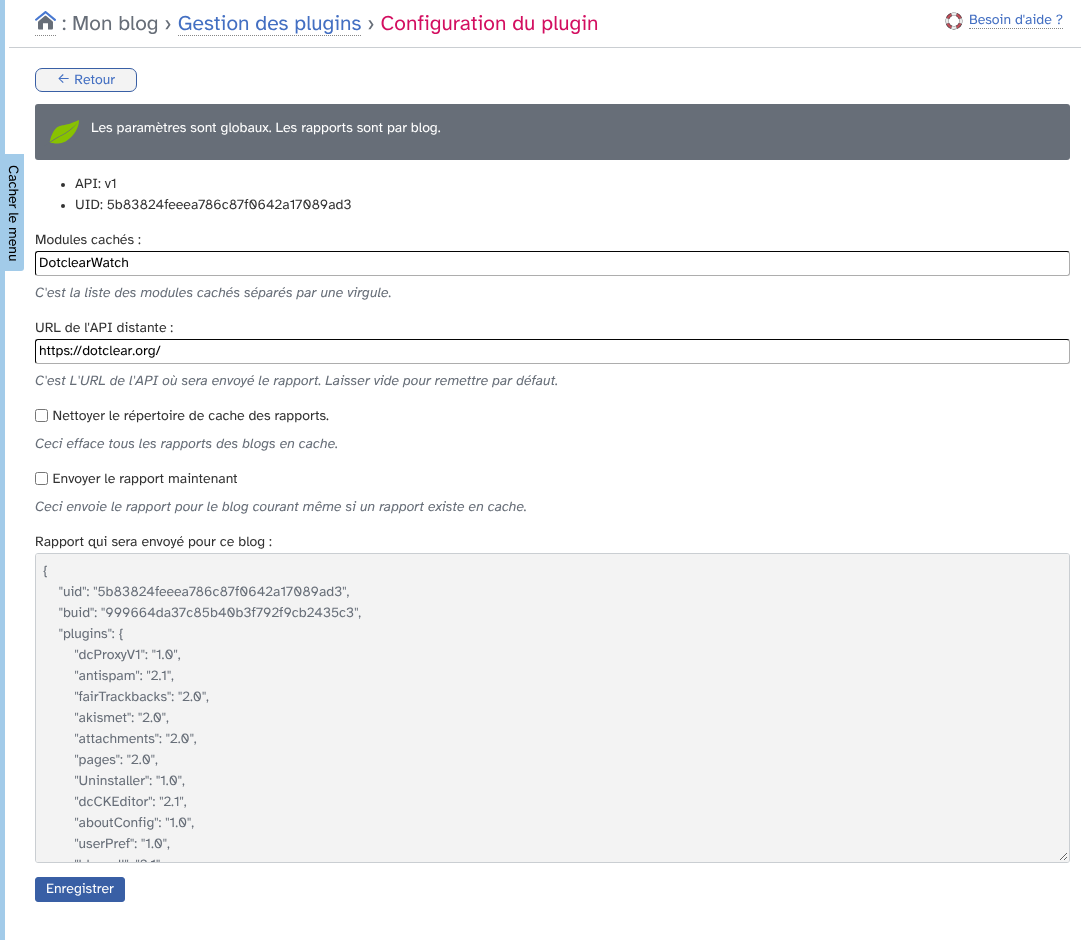 : Mon blog › Gestion des plugins › Configuration du plugin
Besoin d'aide ?
← Retour
Les paramètres sont globaux. Les rapports sont par blog.
Cacher le menu
• API: v1
• UID: 5b83824feeea786c87f0642a17089ad3
Modules cachés :
DotclearWatch
C'est la liste des modules cachés séparés par une virgule.
URL de l'API distante :
https://dotclear.org/
C'est L'URL de l'API où sera envoyé le rapport. Laisser vide pour remettre par défaut.
Nettoyer le répertoire de cache des rapports.
Ceci efface tous les rapports des blogs en cache.
Envoyer le rapport maintenant
Ceci envoie le rapport pour le blog courant même si un rapport existe en cache.
Rapport qui sera envoyé pour ce blog :
{
"uid": "5b83824feeea786c87f0642a17089ad3",
"buid": "999664da37c85b40b3f792f9cb2435c3",
"plugins": {
"dcProxyV1": "1.0",
"antispam": "2.1",
"fairTrackbacks": "2.0",
"akismet": "2.0",
"attachments": "2.0",
"pages": "2.0",
"Uninstaller": "1.0",
"dcCKEditor": "2.1",
"aboutConfig": "1.0",
"userPref": "1.0",
Enregistrer